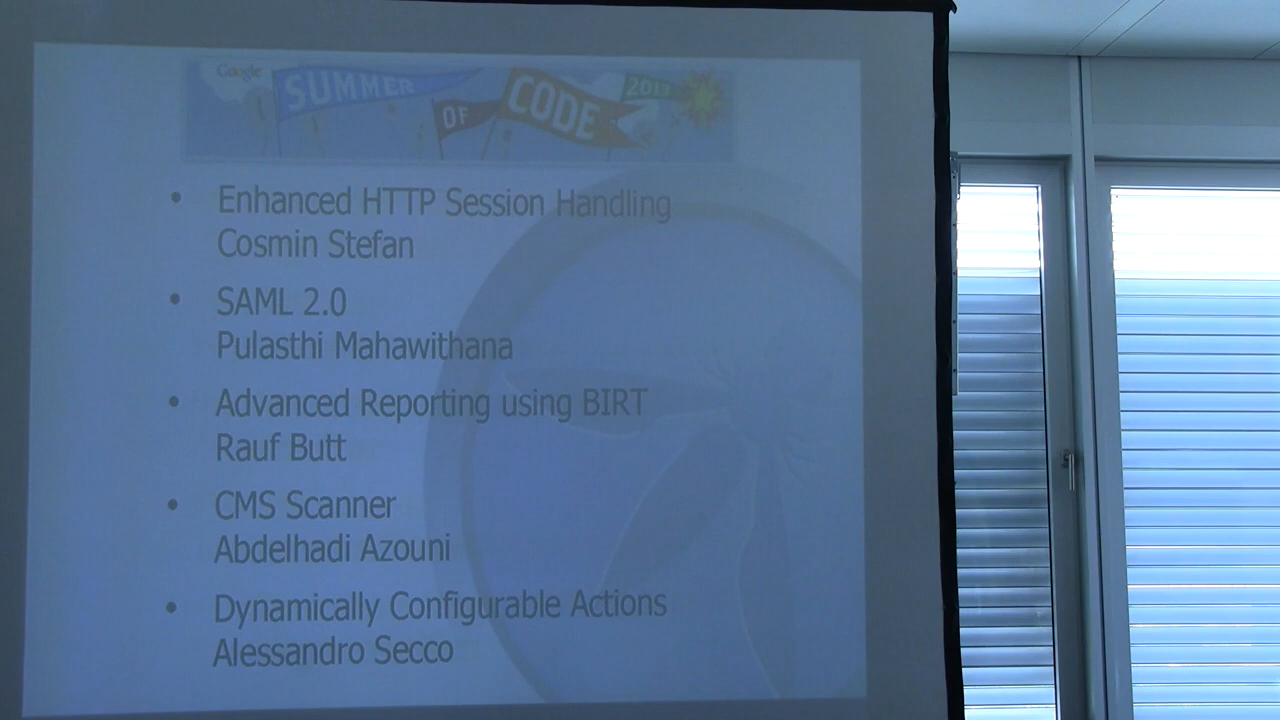 Google
SUMMER
OF
CODE
2013
• Enhanced HTTP Session Handling
Cosmin Stefan
• SAML 2.0
Pulasthi Mahawithana
• Advanced Reporting using BIRT
Rauf Butt
• CMS Scanner
Abdelhadi Azouni
• Dynamically Configurable Actions
Alessandro Secco